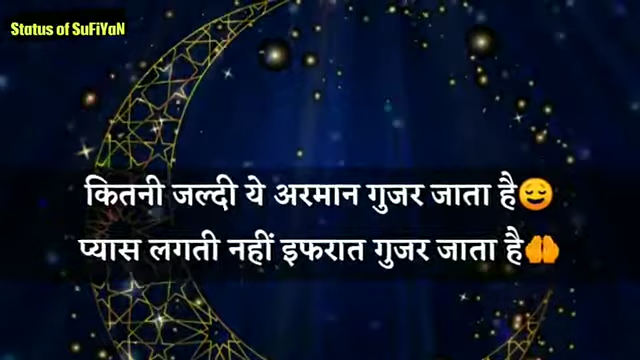 Status of SuFiYaN
कितनी जल्दी ये अरमान गुजर जाता है😌
प्यास लगती नहीं इफरात गुजर जाता है🤲